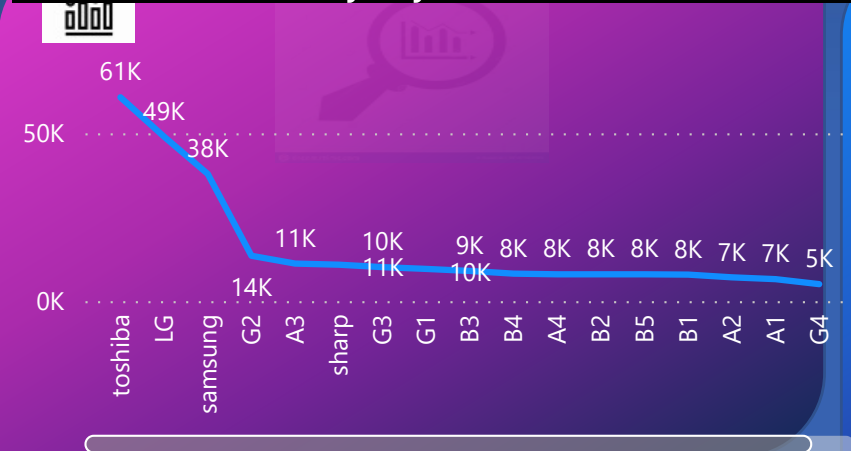 61K
49K
50K
38K
11K
10K
9K
8K
8K
8K
8K
8K
7K
7K
5K
11K
10K
14K
0K
toshiba
LG
samsung
G2
A3
sharp
G3
G1
B3
B4
A4
B2
B5
B1
A2
A1
G4